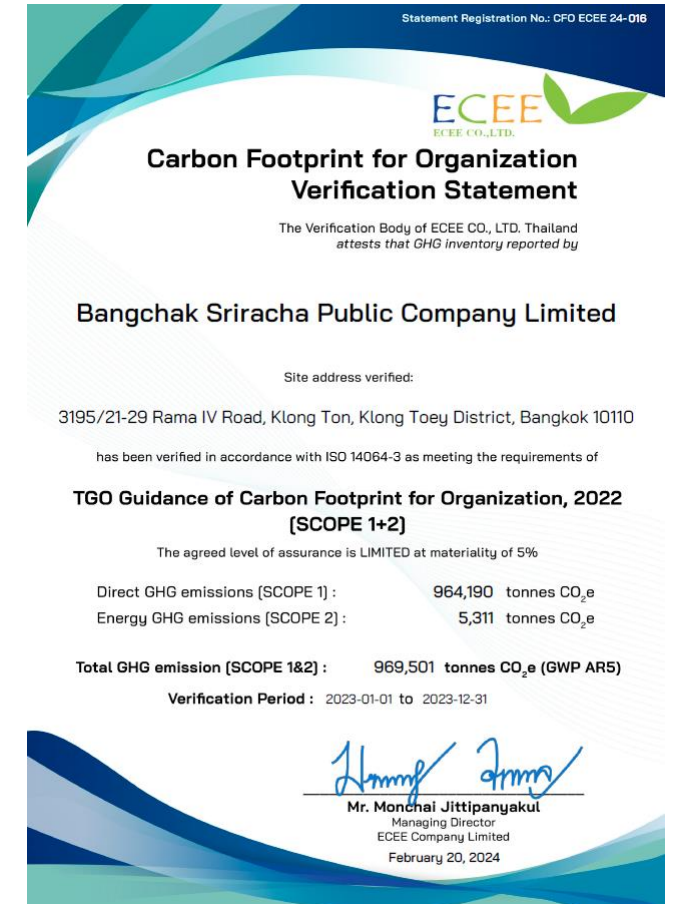 Statement Registration No.: CFO ECEE 24-016
ECEE
ECEE CO.,LTD.
Carbon Footprint for Organization
Verification Statement
The Verification Body of ECEE CO., LTD. Thailand
attests that GHG inventory reported by
Bangchak Sriracha Public Company Limited
Site address verified:
3195/21-29 Rama IV Road, Klong Ton, Klong Toey District, Bangkok 10110
has been verified in accordance with ISO 14064-3 as meeting the requirements of
TGO Guidance of Carbon Footprint for Organization, 2022
(SCOPE 1+2)
The agreed level of assurance is LIMITED at materiality of 5%
Direct GHG emissions (SCOPE 1) : 964,190 tonnes CO₂e
Energy GHG emissions (SCOPE 2) : 5,311 tonnes CO₂e
Total GHG emission (SCOPE 1&2) : 969,501 tonnes CO₂e (GWP AR5)
Verification Period : 2023-01-01 to 2023-12-31
Mr. Monchai Jittipanyakul
Managing Director
ECEE Company Limited
February 20, 2024